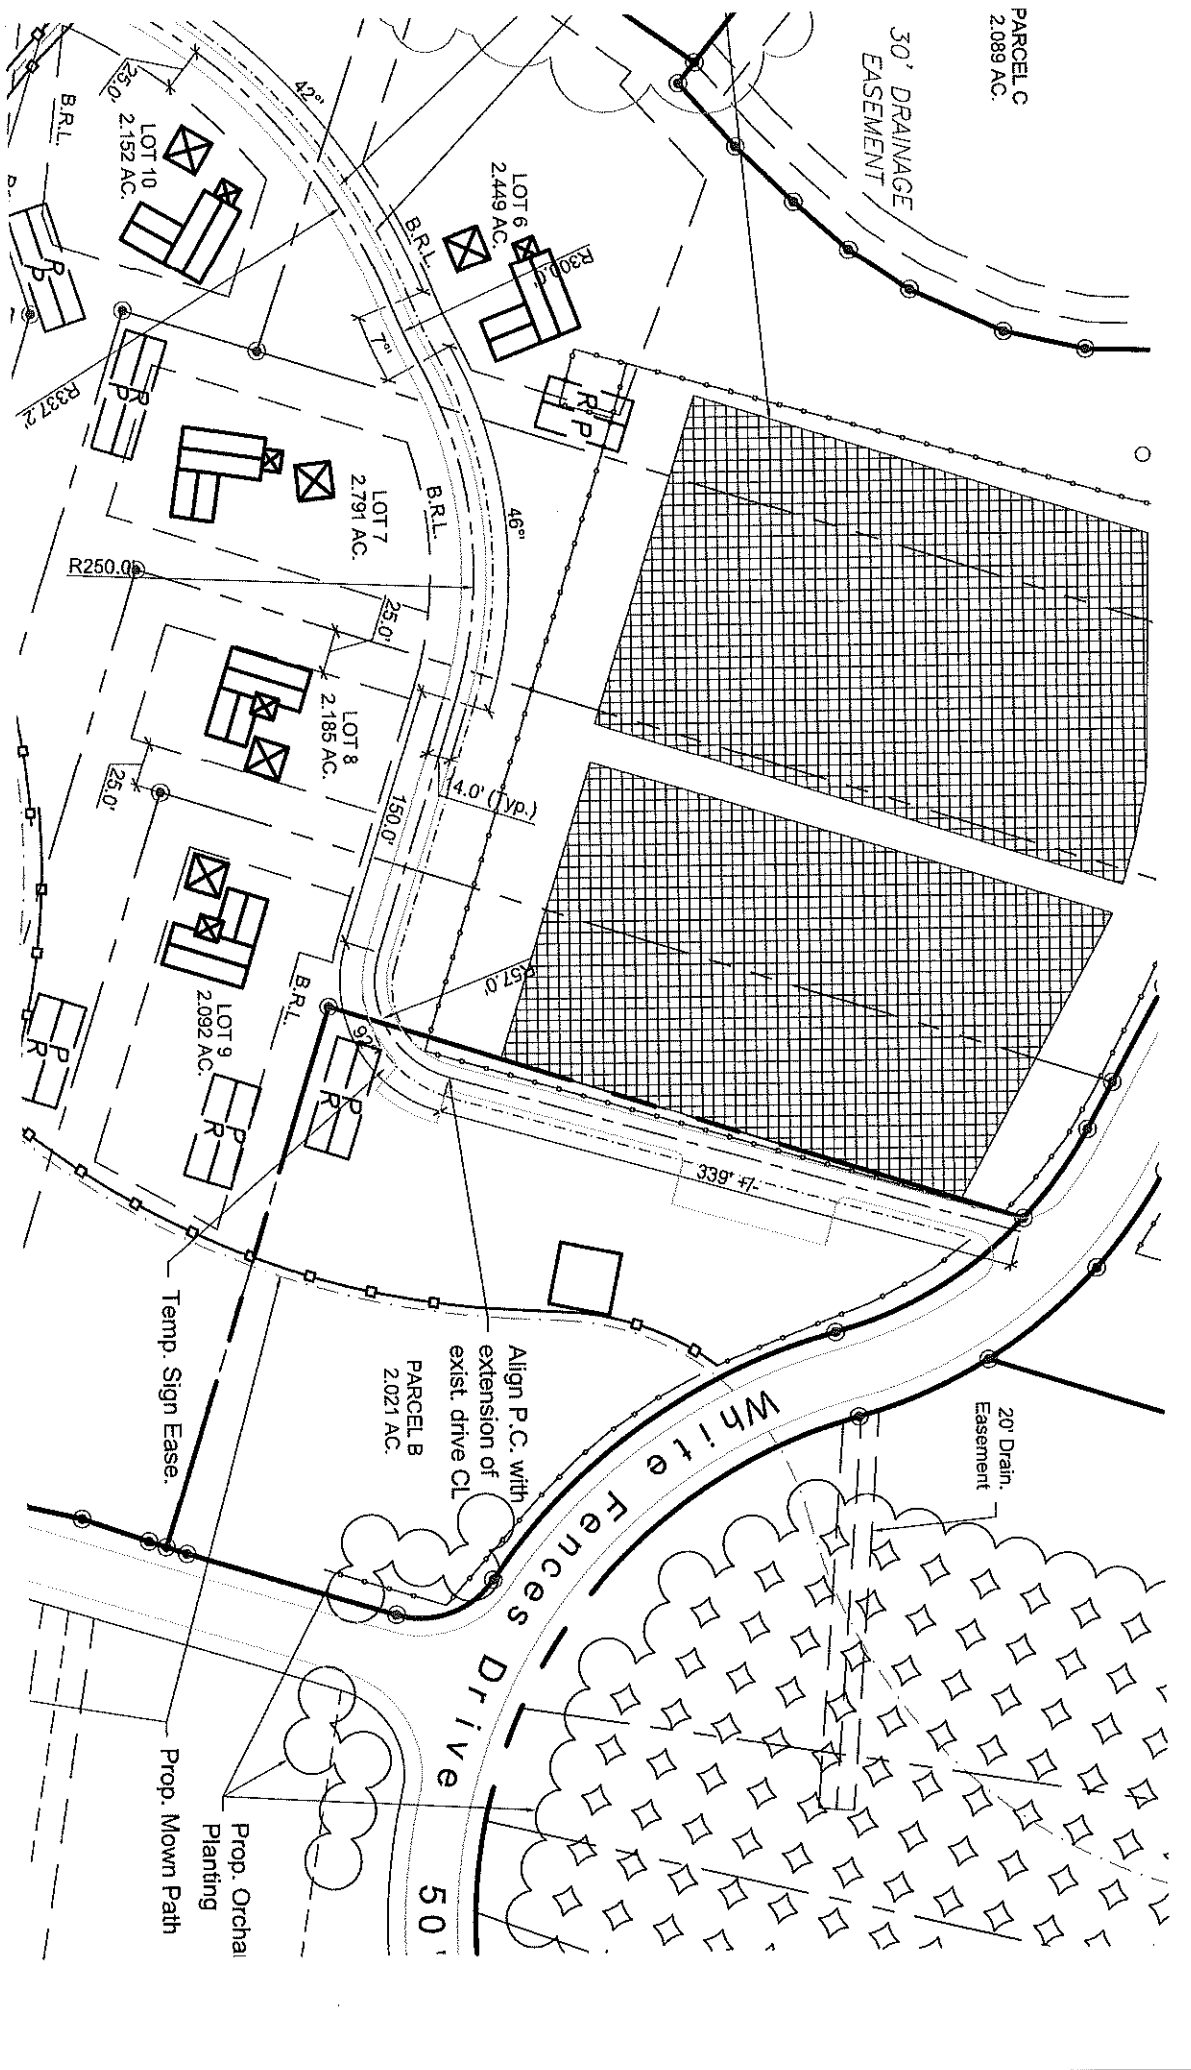 PARCEL C
2.089 AC.
30' DRAINAGE
EASEMENT
LOT 6
2.449 AC.
R300.0'
B.R.L.
42°'
25.0'
B.R.L.
LOT 10
2.152 AC.
R
P
7°'
R
P
R337.2'
R
P
LOT 7
2.791 AC.
B.R.L.
46°'
R250.0'
25.0'
LOT 8
2.185 AC.
25.0'
14.0' (Typ.)
150.0'
R57.0'
B.R.L.
LOT 9
2.092 AC.
P
R
P
R
P
R
339' +/-
Temp. Sign Ease.
Align P.C. with
extension of
exist. drive CL
PARCEL B
2.021 AC.
20' Drain.
Easement
White Fences Drive
50'
Prop. Orchar
Planting
Prop. Mown Path